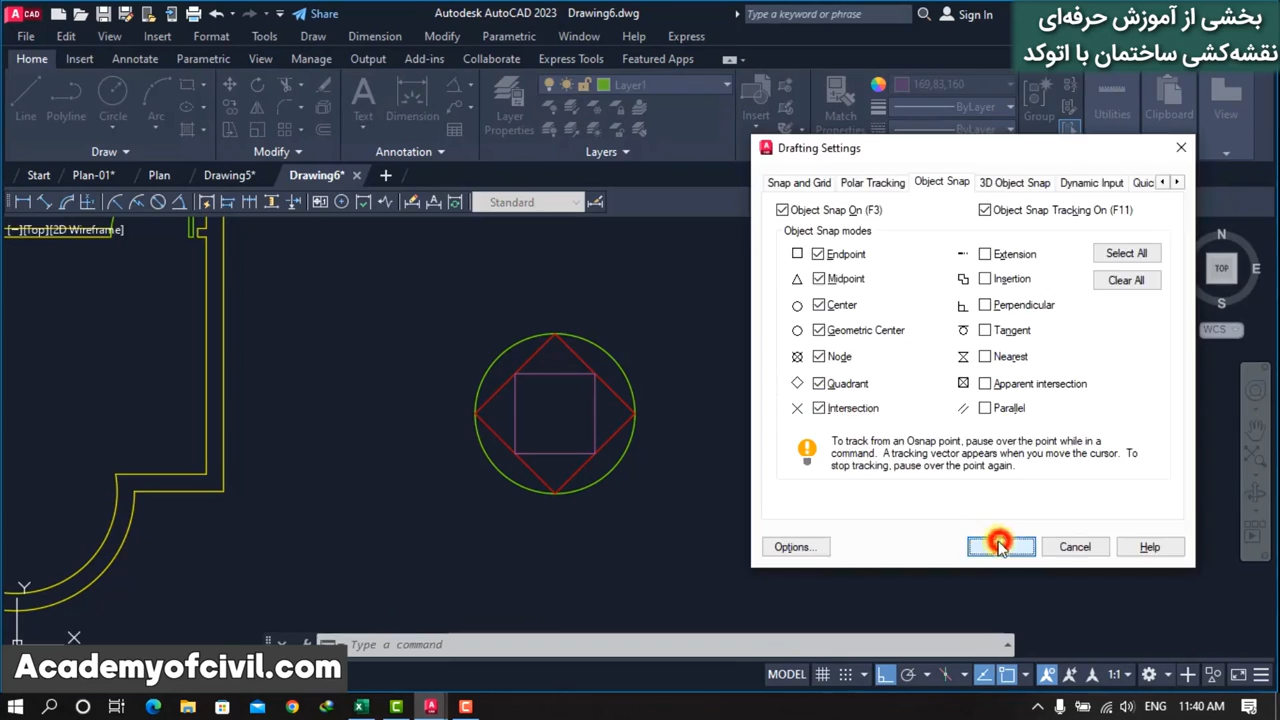 Share
Autodesk AutoCAD 2023 Drawing6.dwg
Type a keyword or phrase
Sign In
بخشی از آموزش حرفه‌ای
نقشه‌کشی ساختمان با اتوکد
File Edit View Insert Format Tools Draw Dimension Modify Parametric Window Help Express
Home Insert Annotate Parametric View Manage Output Add-ins Collaborate Express Tools Featured Apps
Line Polyline Circle Arc Text Dimension Layer Properties Layer1 Insert Match Properties 169,83,160 ByLayer ByLayer Group Utilities Clipboard View
Draw Modify Annotation Layers
Start Plan-01* Plan Drawing5* Drawing6*
Standard
[−][Top][2D Wireframe]
Drafting Settings
Snap and Grid Polar Tracking Object Snap 3D Object Snap Dynamic Input Quic
Object Snap On (F3) Object Snap Tracking On (F11)
Object Snap modes
Endpoint Extension Select All
Midpoint Insertion Clear All
Center Perpendicular
Geometric Center Tangent
Node Nearest
Quadrant Apparent intersection
Intersection Parallel
To track from an Osnap point, pause over the point while in a
command. A tracking vector appears when you move the cursor. To
stop tracking, pause over the point again.
Options... Cancel Help
N
TOP
S
WCS
Y
X
Type a command
Academyofcivil.com
MODEL 1:1
ENG 11:40 AM